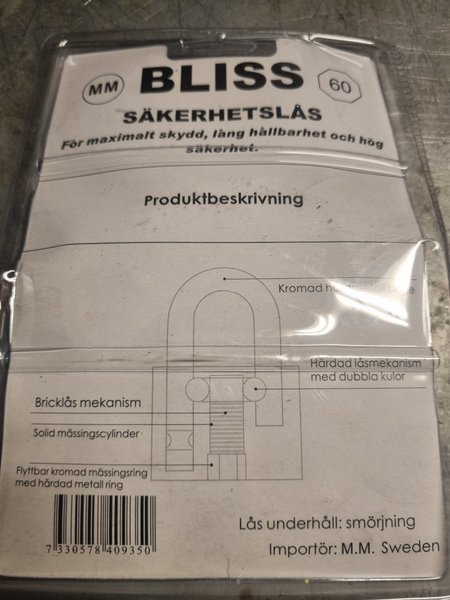 MM BLISS 60
SÄKERHETSLÅS
För maximalt skydd, lång hållbarhet och hög
säkerhet.
Produktbeskrivning
Kromad
Härdad låsmekanism
med dubbla kulor
Bricklås mekanism
Solid mässingscylinder
Flyttbar kromad mässingsring
med härdad metall ring
7 330578 409350
Lås underhåll: smörjning
Importör: M.M. Sweden